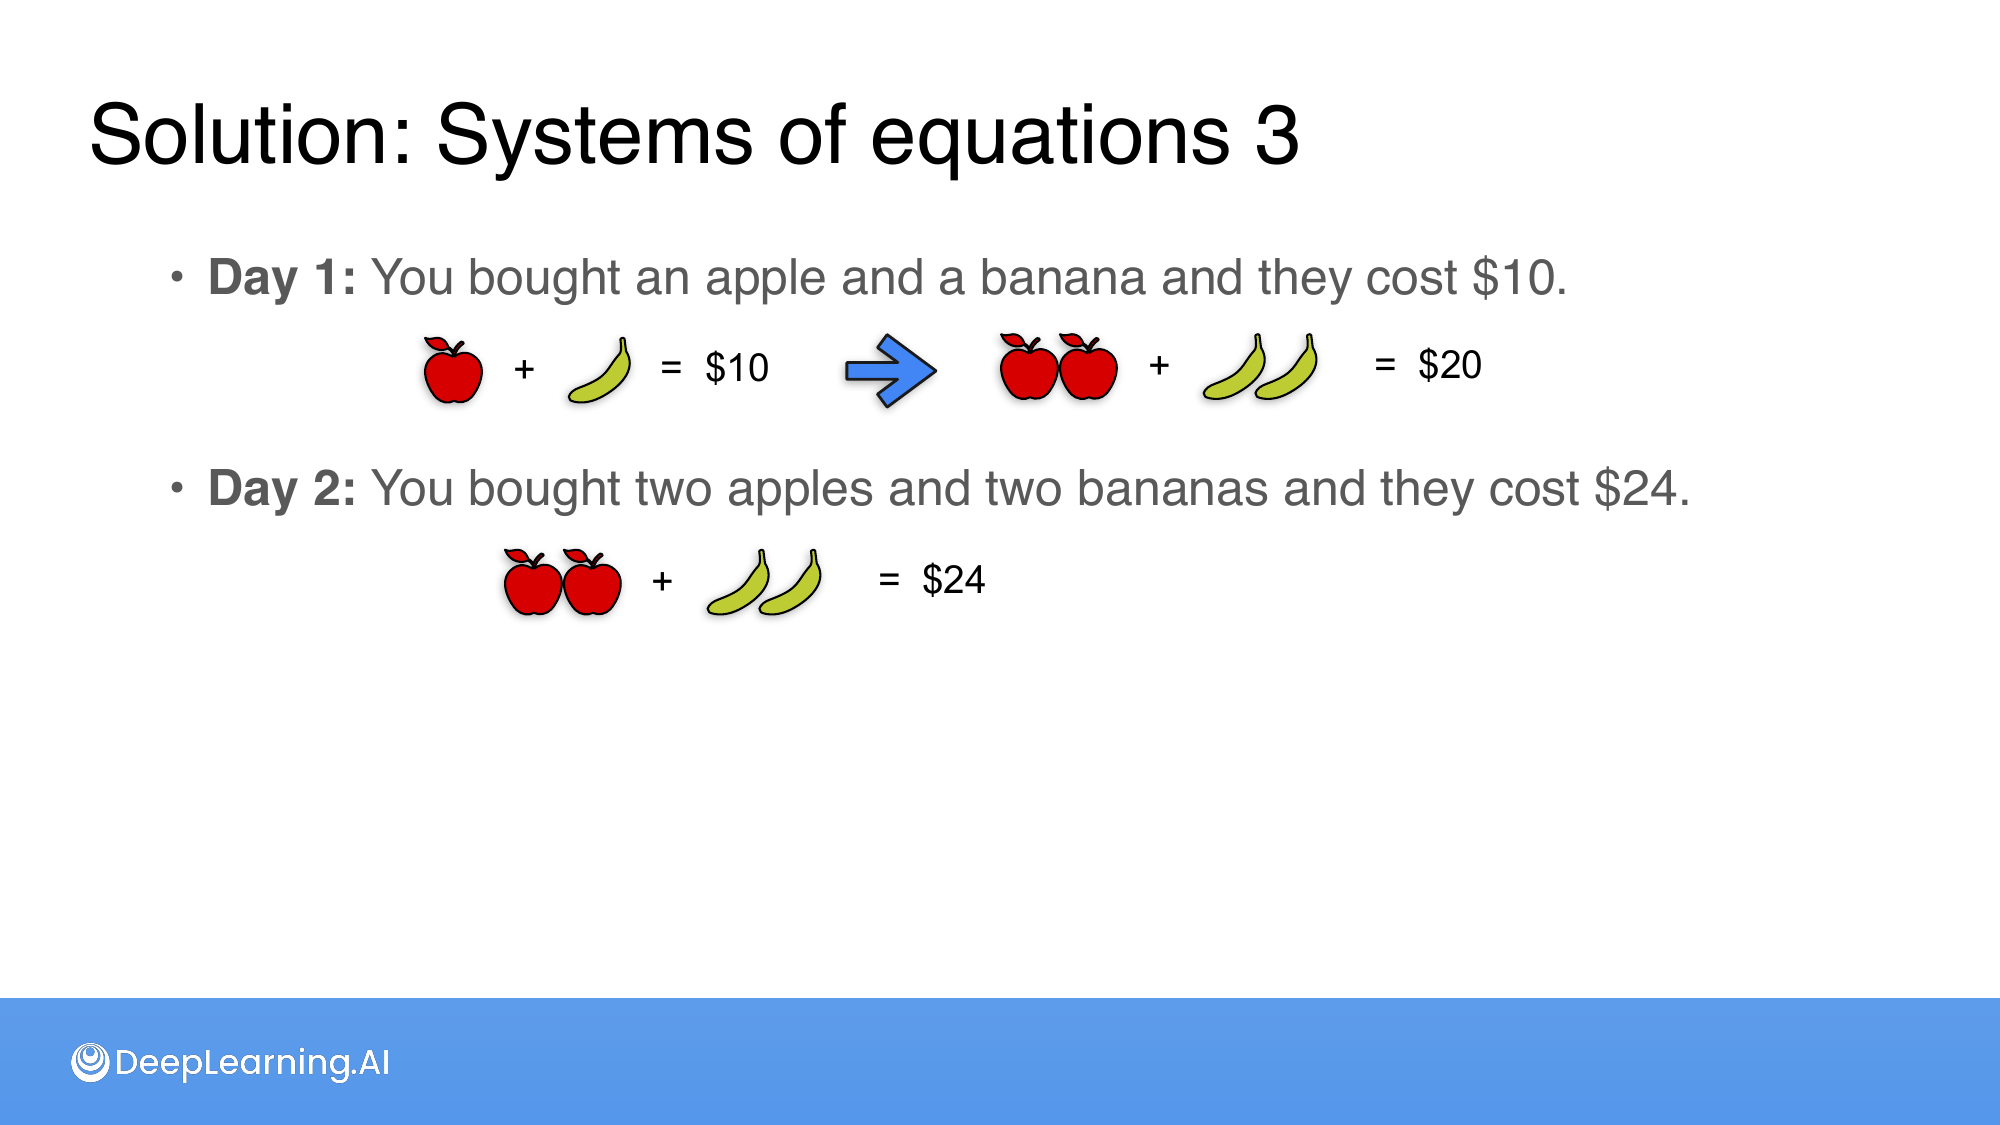 Solution: Systems of equations 3
• Day 1: You bought an apple and a banana and they cost $10.
+ = $10 + = $20
• Day 2: You bought two apples and two bananas and they cost $24.
+ = $24
DeepLearning.AI